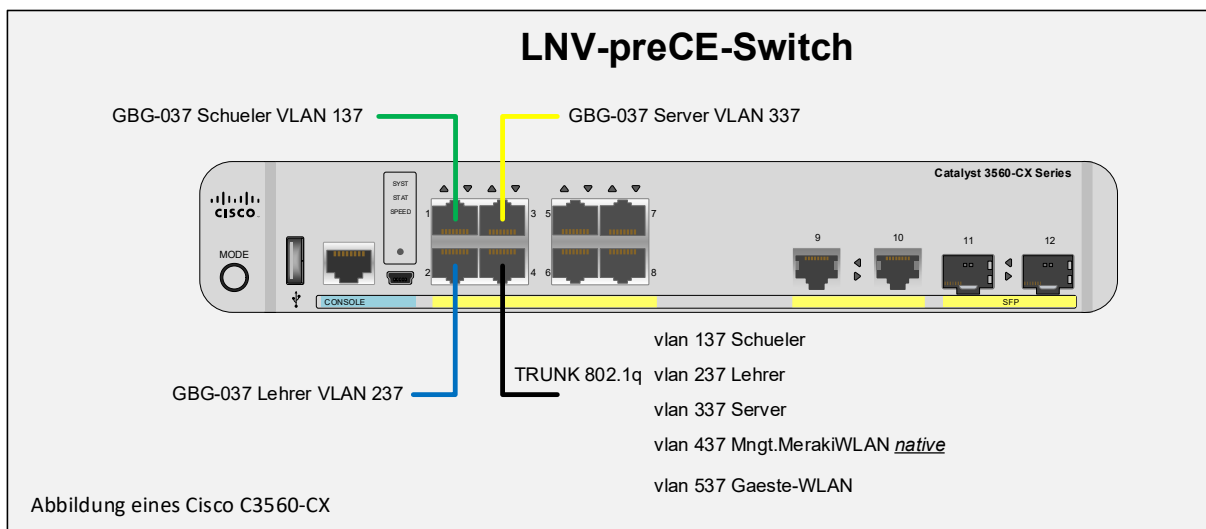 LNV-preCE-Switch
GBG-037 Schueler VLAN 137
GBG-037 Server VLAN 337
Catalyst 3560-CX Series
CISCO
MODE
SYST
STAT
SPEED
1
3
5
7
2
4
6
8
9
10
11
12
CONSOLE
SFP
GBG-037 Lehrer VLAN 237
TRUNK 802.1q
vlan 137 Schueler
vlan 237 Lehrer
vlan 337 Server
vlan 437 Mngt.MerakiWLAN native
vlan 537 Gaeste-WLAN
Abbildung eines Cisco C3560-CX